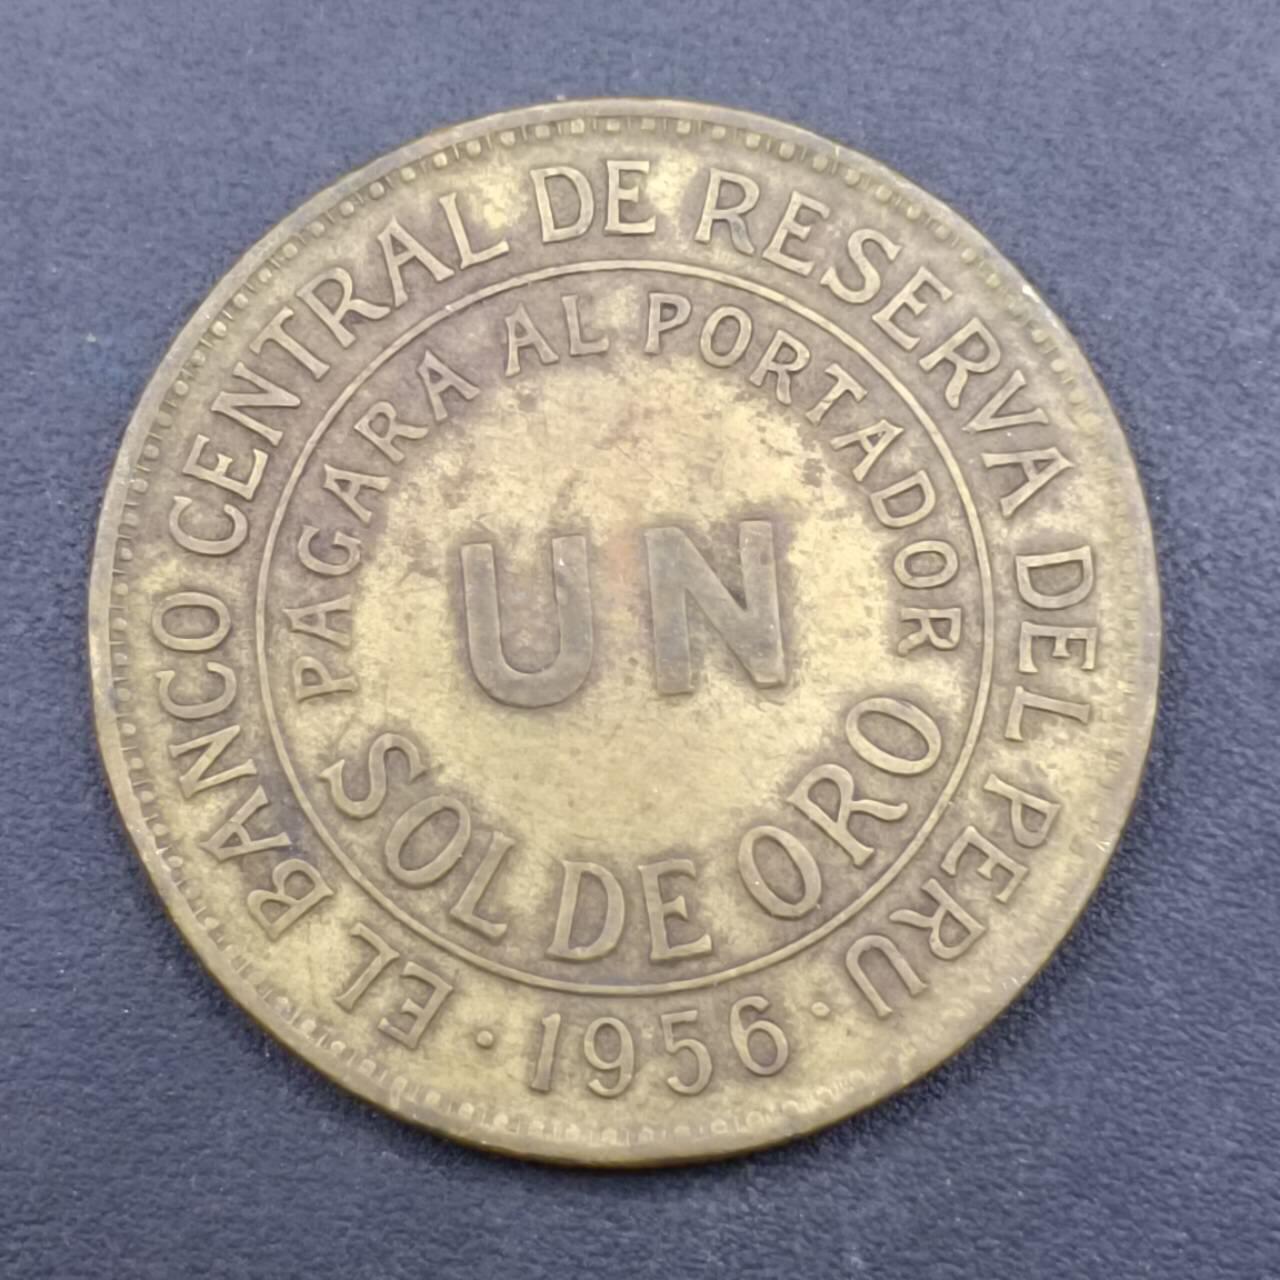 EL BANCO CENTRAL DE RESERVA DEL PERU
PAGARA AL PORTADOR
UN
SOL DE ORO
· 1956 ·